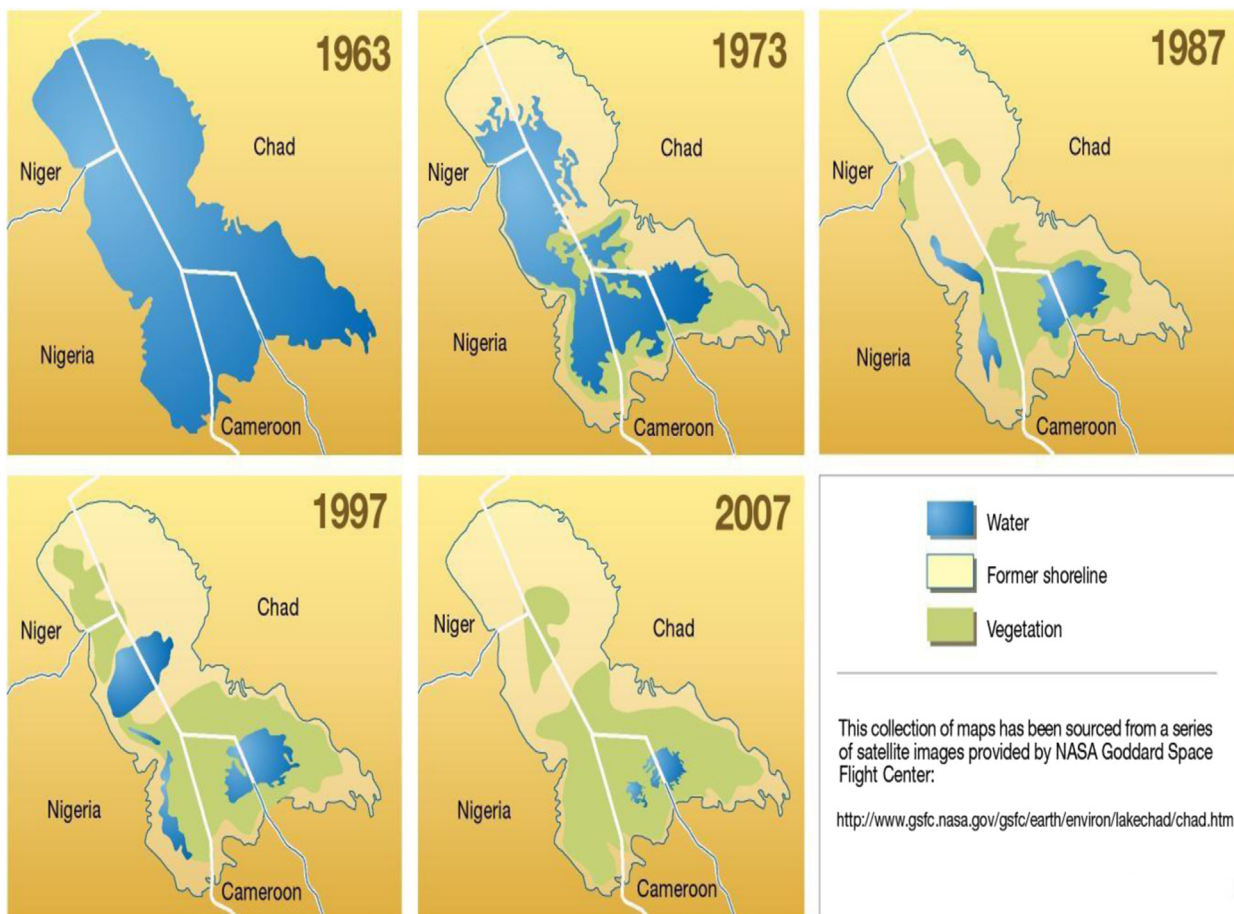 1963
Chad
Niger
Nigeria
Cameroon
1973
Chad
Niger
Nigeria
Cameroon
1987
Chad
Niger
Nigeria
Cameroon
1997
Chad
Niger
Nigeria
Cameroon
2007
Chad
Niger
Nigeria
Cameroon
Water
Former shoreline
Vegetation
This collection of maps has been sourced from a series
of satellite images provided by NASA Goddard Space
Flight Center:
http://www.gsfc.nasa.gov/gsfc/earth/environ/lakechad/chad.htm